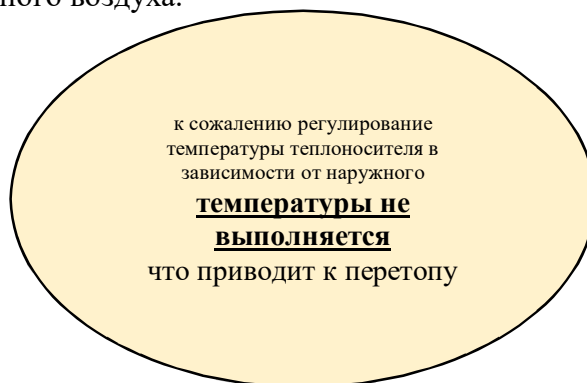 ного воздуха.
к сожалению регулирование
температуры теплоносителя в
зависимости от наружного
температуры не
выполняется
что приводит к перетопу